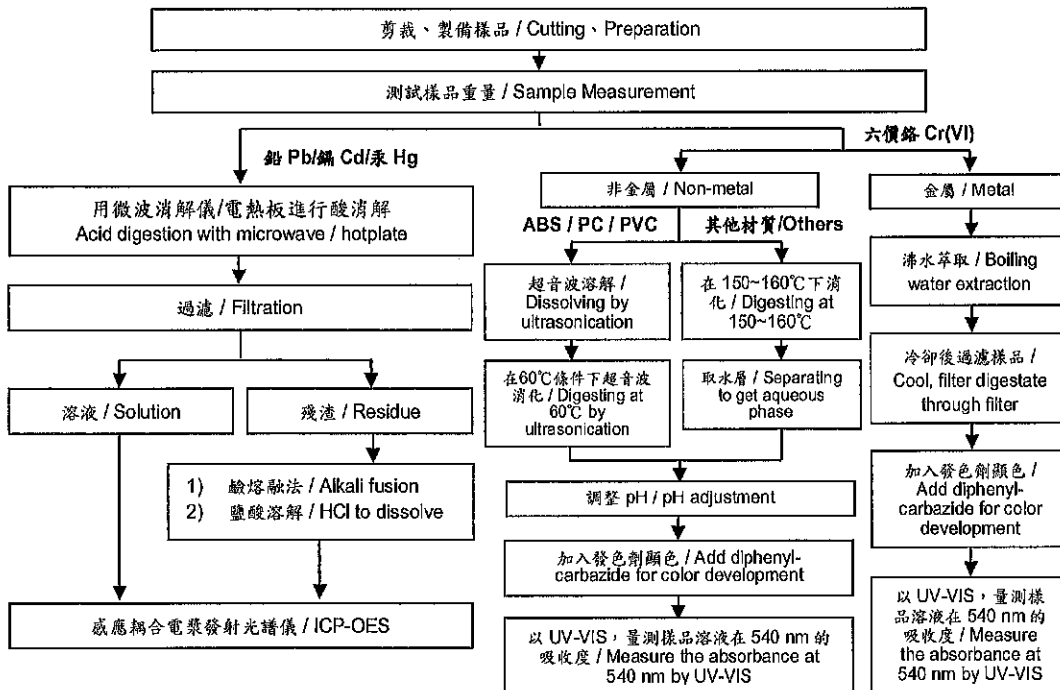 剪裁、製備樣品 / Cutting、Preparation
測試樣品重量 / Sample Measurement
鉛 Pb/鎘 Cd/汞 Hg
六價鉻 Cr(VI)
用微波消解儀/電熱板進行酸消解
Acid digestion with microwave / hotplate
過濾 / Filtration
溶液 / Solution
殘渣 / Residue
1) 鹼熔融法 / Alkali fusion
2) 鹽酸溶解 / HCl to dissolve
感應耦合電漿發射光譜儀 / ICP-OES
非金屬 / Non-metal
ABS / PC / PVC
其他材質/Others
超音波溶解 /
Dissolving by
ultrasonication
在 150~160℃下消
化 / Digesting at
150~160℃
在60℃條件下超音波
消化 / Digesting at
60℃ by
ultrasonication
取水層 / Separating
to get aqueous
phase
調整 pH / pH adjustment
加入發色劑顯色 / Add diphenyl-
carbazide for color development
以 UV-VIS，量測樣品溶液在 540 nm 的
吸收度 / Measure the absorbance at
540 nm by UV-VIS
金屬 / Metal
沸水萃取 / Boiling
water extraction
冷卻後過濾樣品 /
Cool, filter digestate
through filter
加入發色劑顯色 /
Add diphenyl-
carbazide for color
development
以 UV-VIS，量測樣
品溶液在 540 nm 的
吸收度 / Measure
the absorbance at
540 nm by UV-VIS